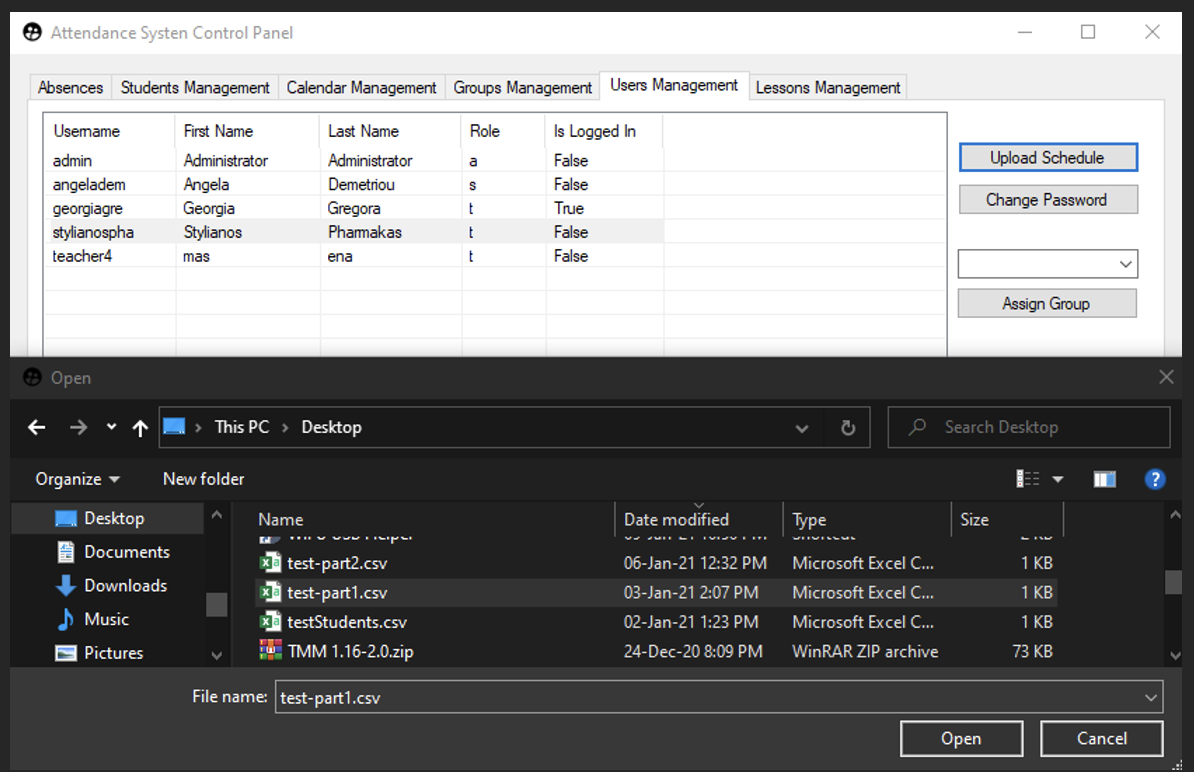 Attendance Systen Control Panel
Absences Students Management Calendar Management Groups Management Users Management Lessons Management
Username First Name Last Name Role Is Logged In
admin Administrator Administrator a False
angeladem Angela Demetriou s False
georgiagre Georgia Gregora t True
stylianospha Stylianos Pharmakas t False
teacher4 mas ena t False
Upload Schedule
Change Password
Assign Group
Open
This PC Desktop
Search Desktop
Organize New folder
?
Desktop
Documents
Downloads
Music
Pictures
Name Date modified Type Size
test-part2.csv 06-Jan-21 12:32 PM Microsoft Excel C... 1 KB
test-part1.csv 03-Jan-21 2:07 PM Microsoft Excel C... 1 KB
testStudents.csv 02-Jan-21 1:23 PM Microsoft Excel C... 1 KB
TMM 1.16-2.0.zip 24-Dec-20 8:09 PM WinRAR ZIP archive 73 KB
File name: test-part1.csv
Open Cancel